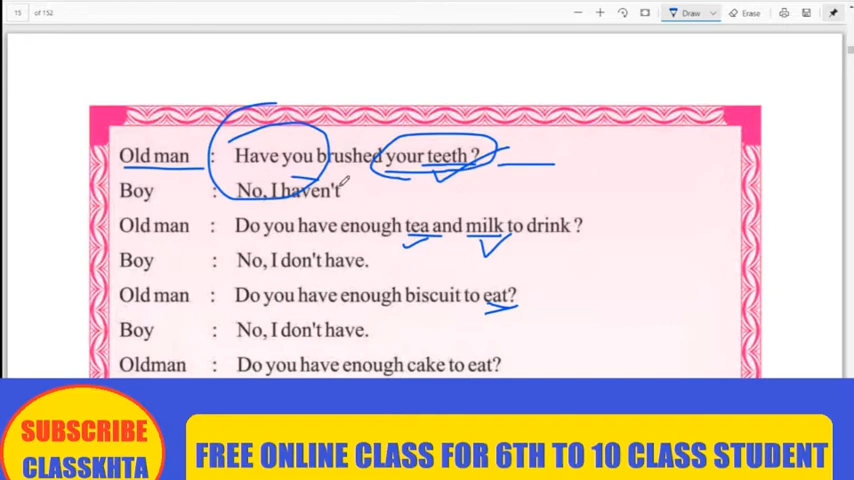 15 of 152
Draw
Erase
Old man : Have you brushed your teeth ?
Boy : No, I haven't
Old man : Do you have enough tea and milk to drink ?
Boy : No, I don't have.
Old man : Do you have enough biscuit to eat?
Boy : No, I don't have.
Oldman : Do you have enough cake to eat?
SUBSCRIBE
CLASSKHTA
FREE ONLINE CLASS FOR 6TH TO 10 CLASS STUDENT